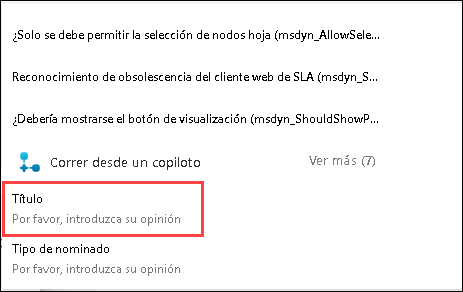 ¿Solo se debe permitir la selección de nodos hoja (msdyn_AllowSele...
Reconocimiento de obsolescencia del cliente web de SLA (msdyn_S...
¿Debería mostrarse el botón de visualización (msdyn_ShouldShowP...
Correr desde un copiloto Ver más (7)
Título
Por favor, introduzca su opinión
Tipo de nominado
Por favor, introduzca su opinión